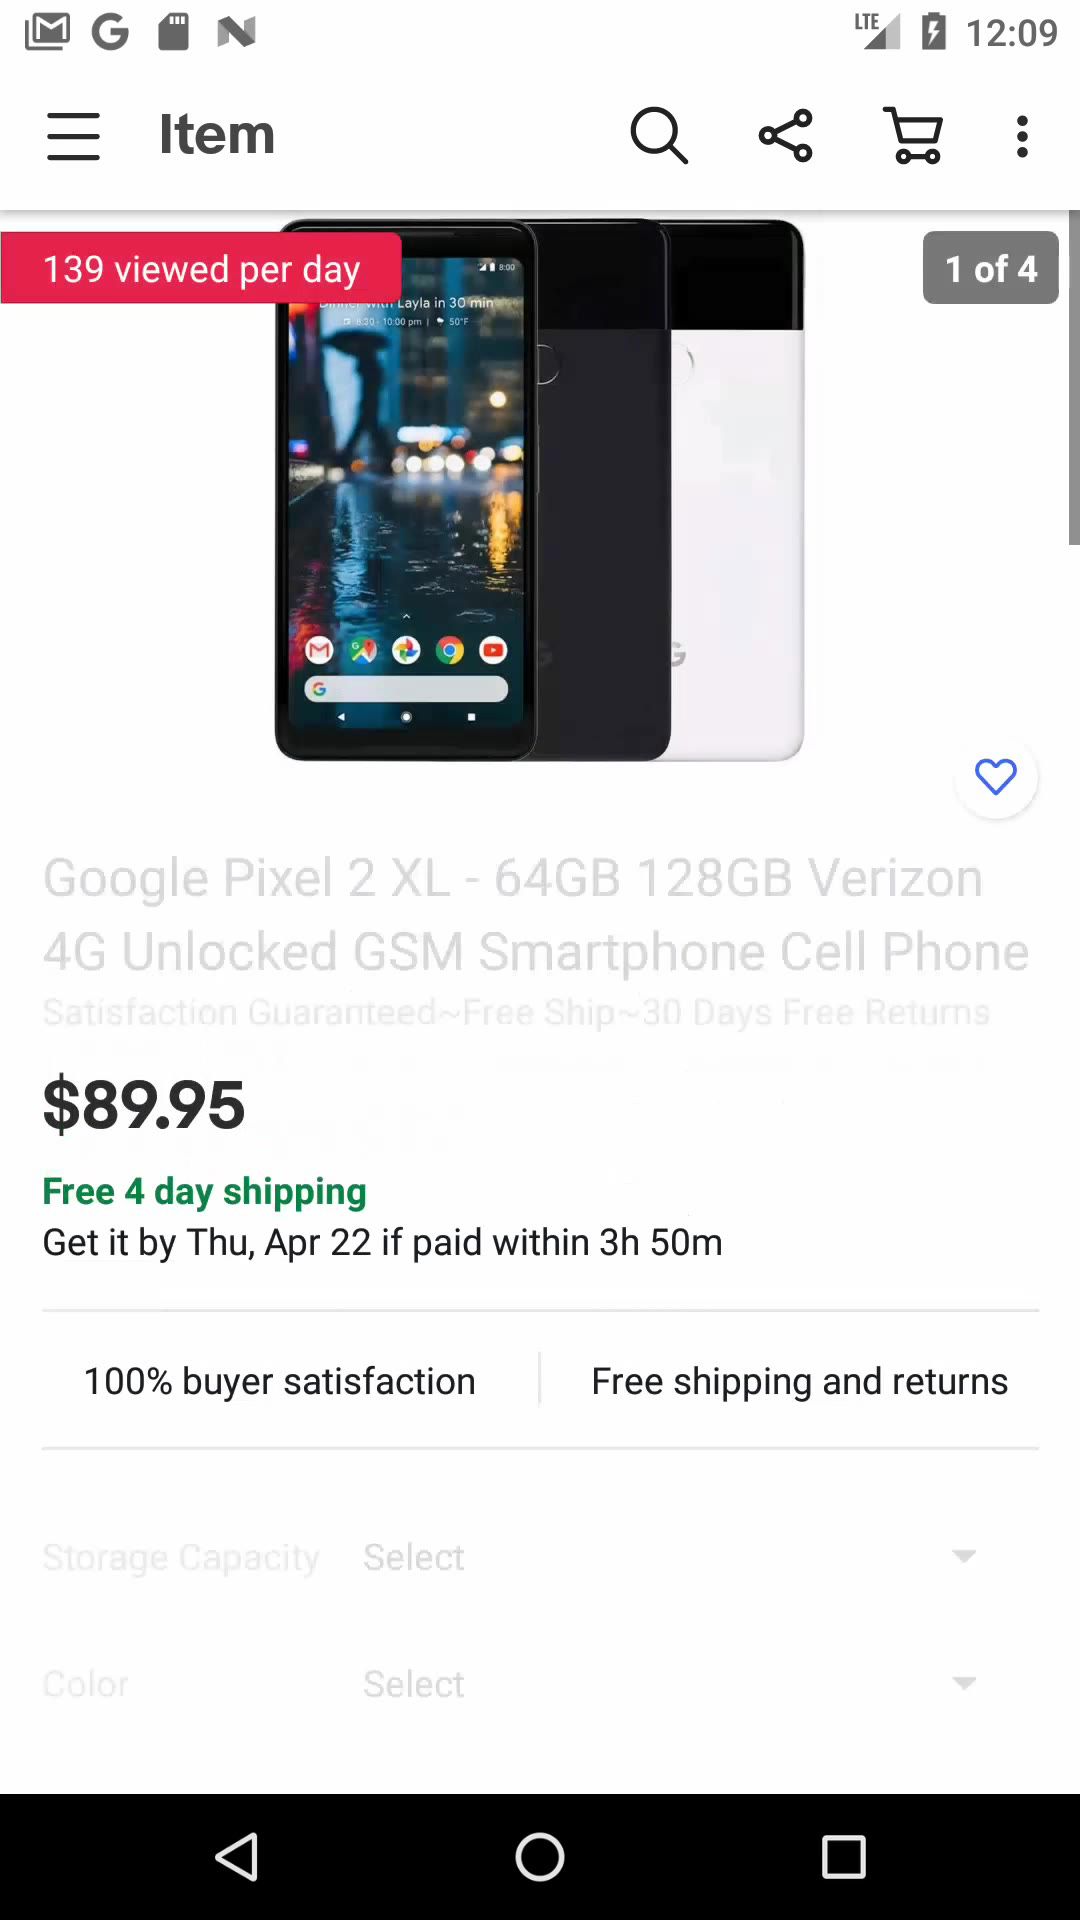 LTE 12:09
Item
139 viewed per day
1 of 4
8:00
Dinner with Layla in 30 min
8:30 - 10:00 pm | 50°F
Google Pixel 2 XL - 64GB 128GB Verizon
4G Unlocked GSM Smartphone Cell Phone
Satisfaction Guaranteed~Free Ship~30 Days Free Returns
$89.95
Free 4 day shipping
Get it by Thu, Apr 22 if paid within 3h 50m
100% buyer satisfaction
Free shipping and returns
Storage Capacity Select
Color Select